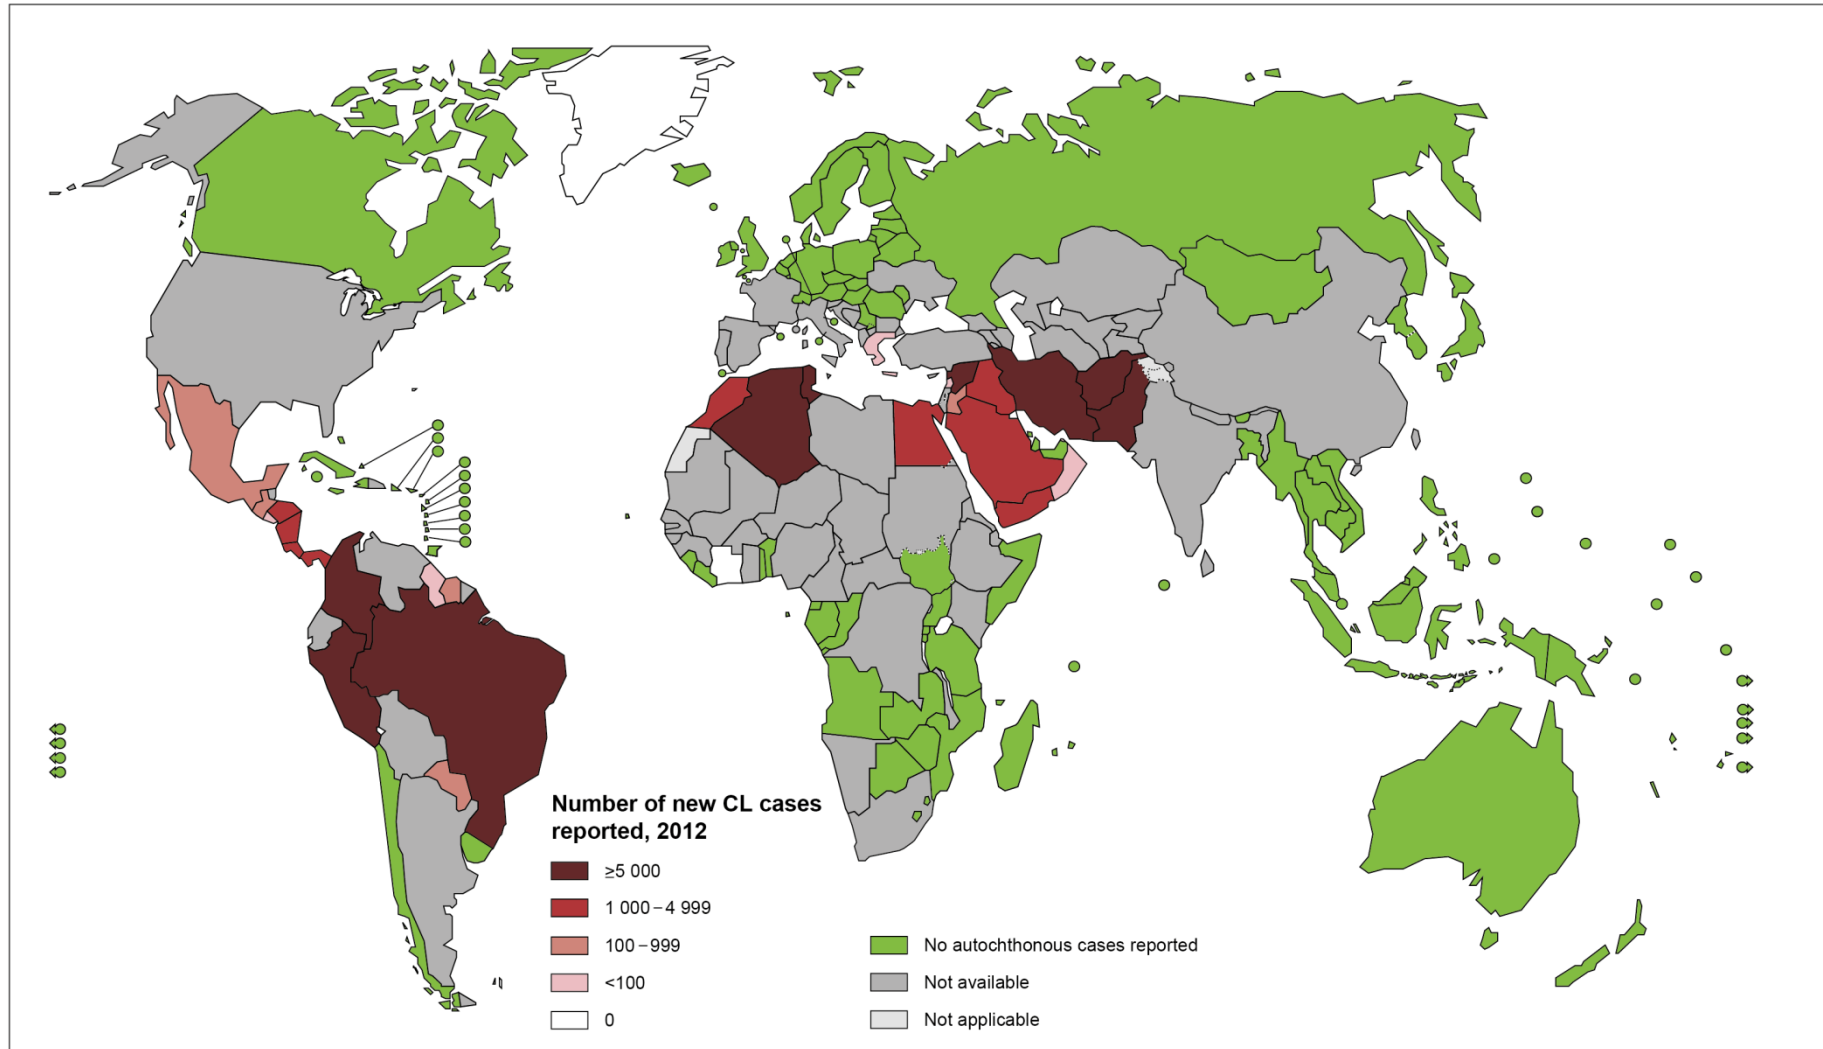 Number of new CL cases
reported, 2012
≥5 000
1 000–4 999
100–999
<100
0
No autochthonous cases reported
Not available
Not applicable